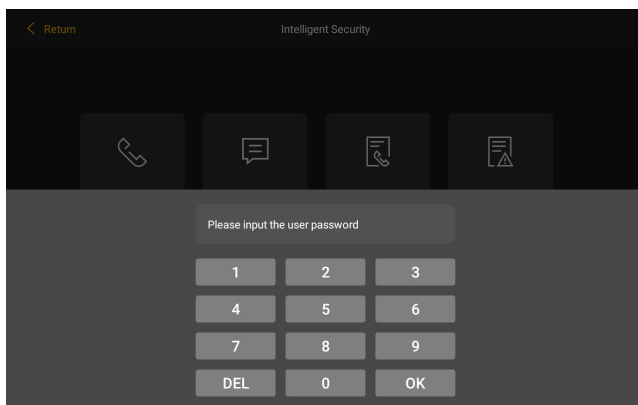 Return
Intelligent Security
Please input the user password
1 2 3
4 5 6
7 8 9
DEL 0 OK